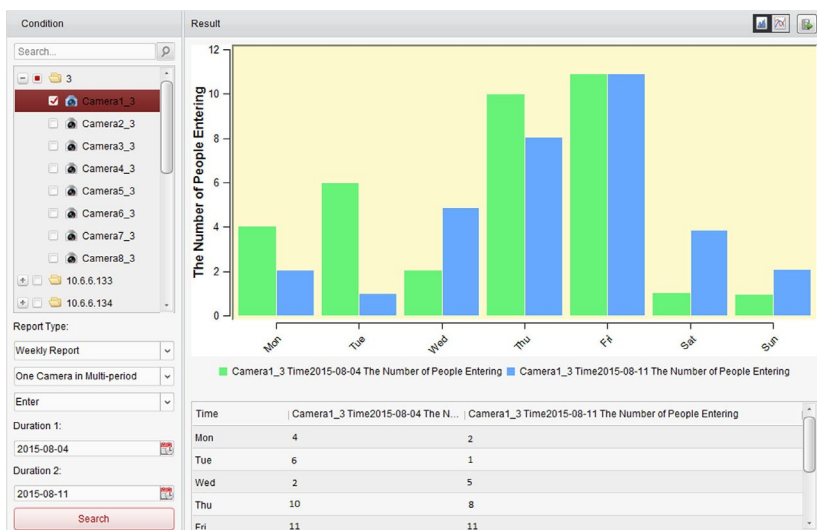 Condition
Search...
3
Camera1_3
Camera2_3
Camera3_3
Camera4_3
Camera5_3
Camera6_3
Camera7_3
Camera8_3
10.6.6.133
10.6.6.134
Report Type:
Weekly Report
One Camera in Multi-period
Enter
Duration 1:
2015-08-04
Duration 2:
2015-08-11
Search
Result
The Number of People Entering
12
10
8
6
4
2
0
Mon Tue Wed Thu Fri Sat Sun
Camera1_3 Time2015-08-04 The Number of People Entering Camera1_3 Time2015-08-11 The Number of People Entering
Time Camera1_3 Time2015-08-04 The N... Camera1_3 Time2015-08-11 The Number of People Entering
Mon 4 2
Tue 6 1
Wed 2 5
Thu 10 8
Fri 11 11